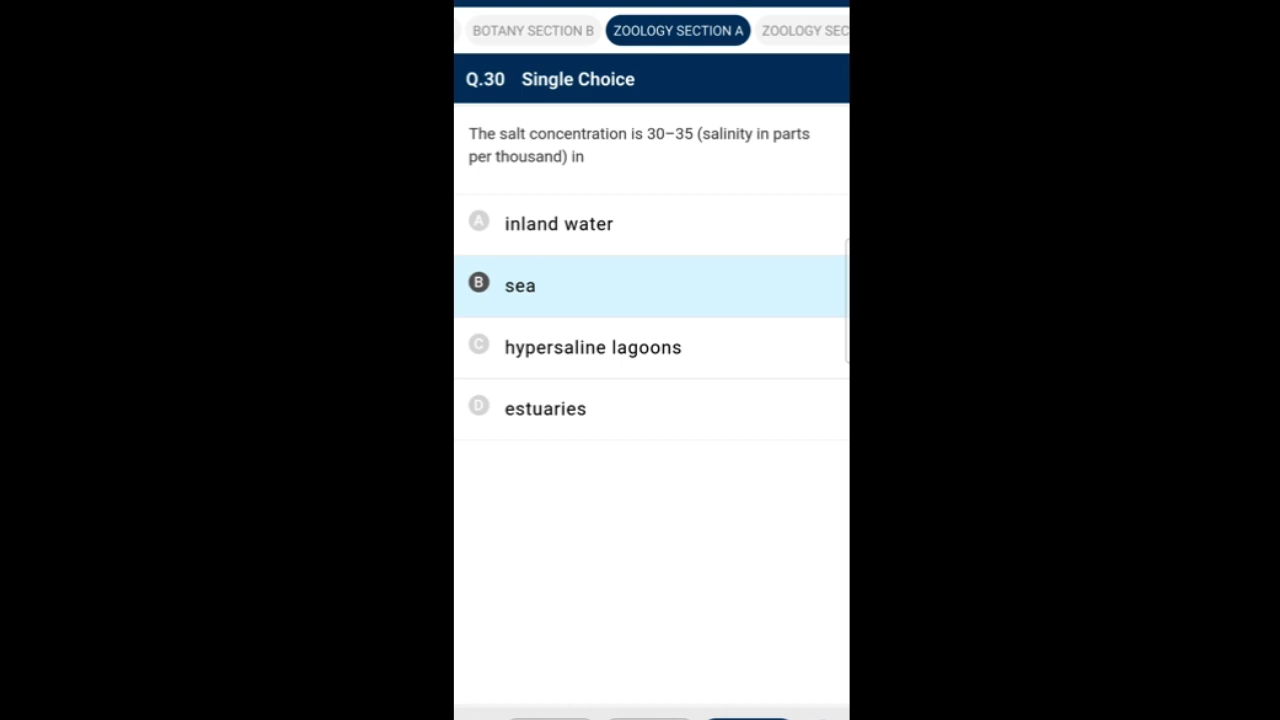 BOTANY SECTION B ZOOLOGY SECTION A ZOOLOGY SEC
Q.30 Single Choice
The salt concentration is 30–35 (salinity in parts
per thousand) in
A inland water
B sea
C hypersaline lagoons
D estuaries